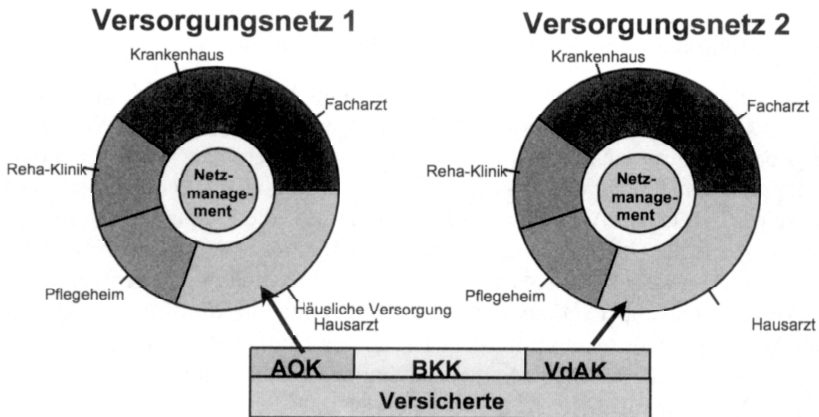 Versorgungsnetz 1
Krankenhaus
Facharzt
Reha-Klinik
Netz-
manage-
ment
Pflegeheim
Häusliche Versorgung
Hausarzt
Versorgungsnetz 2
Krankenhaus
Facharzt
Reha-Klinik
Netz-
manage-
ment
Pflegeheim
Hausarzt
AOK
BKK
VdAK
Versicherte